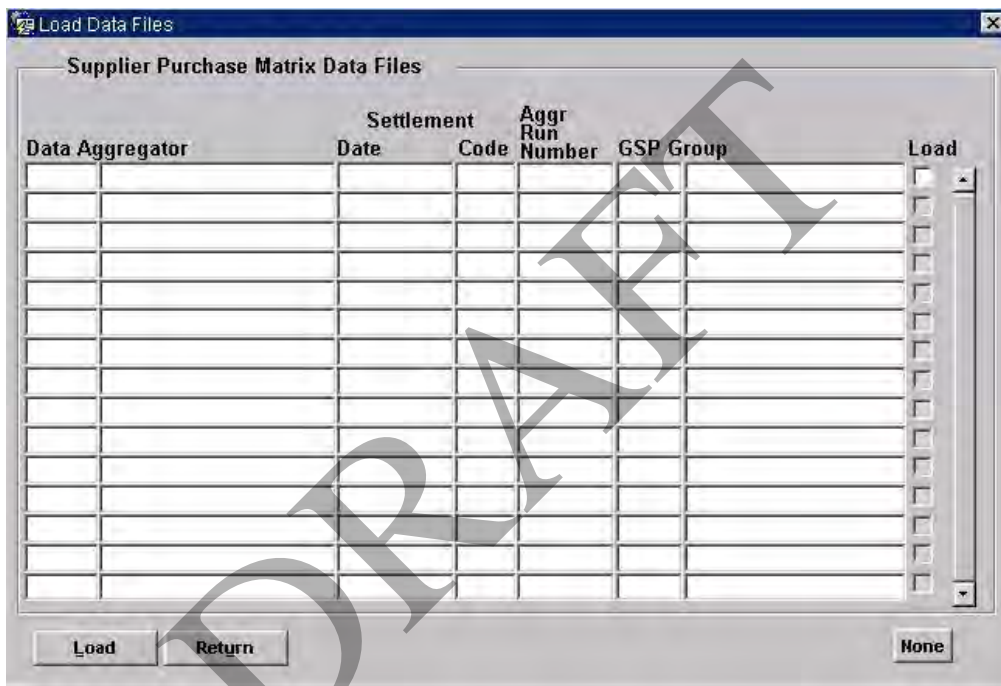 Load Data Files
Supplier Purchase Matrix Data Files
Settlement
Aggr
Run
Data Aggregator Date Code Number GSP Group Load
DRAFT
Load Return None